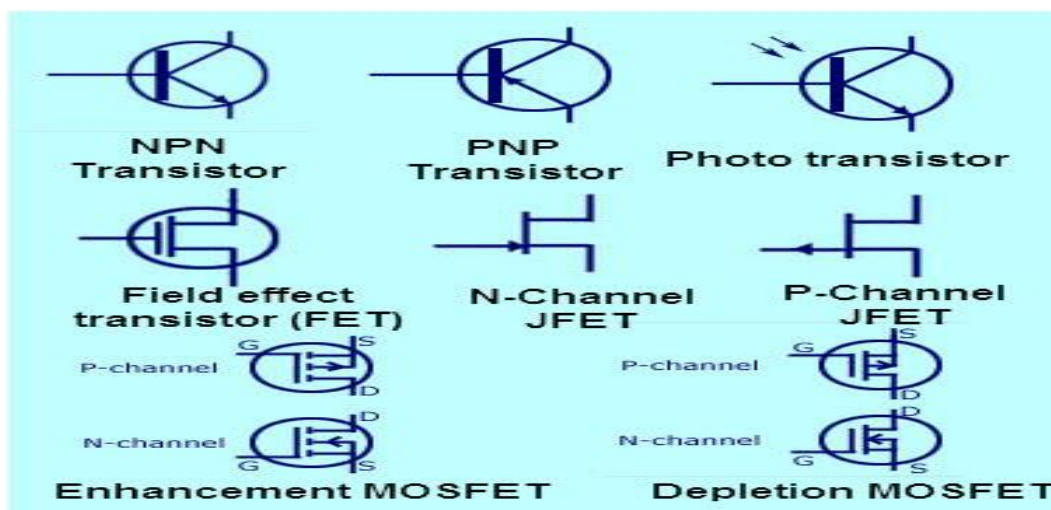 NPN
Transistor
PNP
Transistor
Photo transistor
Field effect
transistor (FET)
N-Channel
JFET
P-Channel
JFET
G
S
P-channel
D
D
N-channel
G
S
Enhancement MOSFET
S
G
P-channel
D
D
N-channel
G
S
Depletion MOSFET